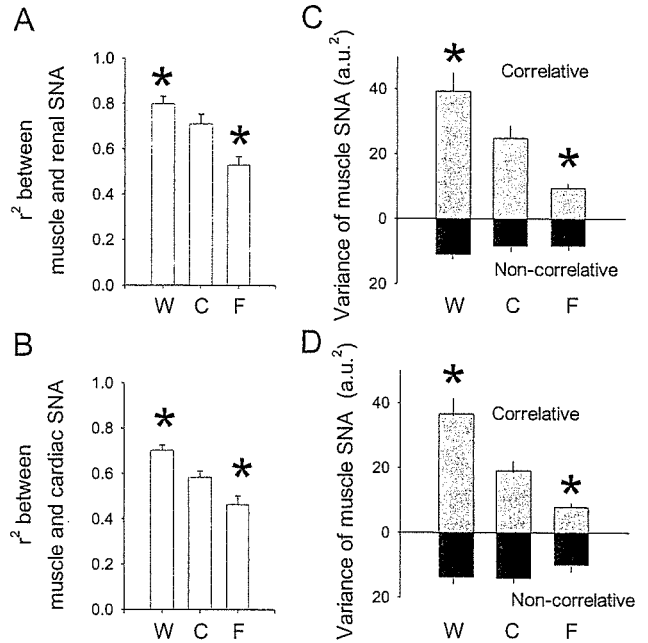 A
r² between
muscle and renal SNA
1.0
0.8
0.6
0.4
0.2
0.0
*
*
W C F
B
r² between
muscle and cardiac SNA
1.0
0.8
0.6
0.4
0.2
0.0
*
*
W C F
C
Variance of muscle SNA (a.u.²)
40
20
0
20
*
*
Correlative
Non-correlative
W C F
D
Variance of muscle SNA (a.u.²)
40
20
0
20
*
*
Correlative
Non-correlative
W C F